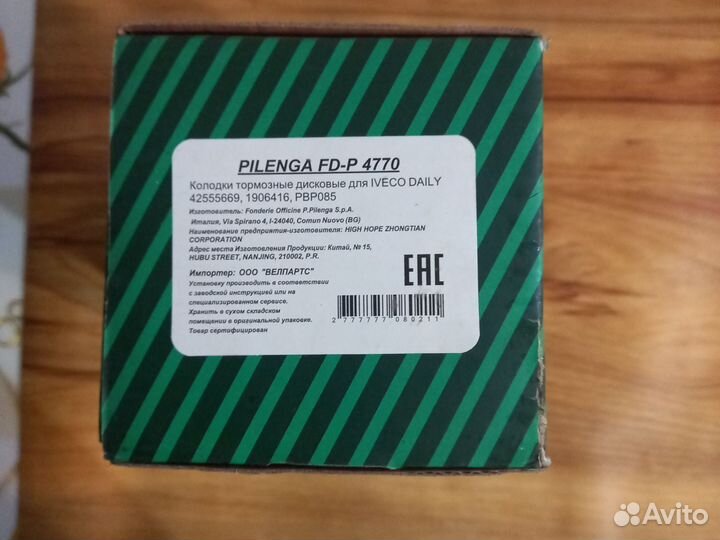 PILENGA FD-P 4770
Колодки тормозные дисковые для IVECO DAILY
42555669, 1906416, PBP085
Изготовитель: Fonderie Officine P.Pilenga S.p.A.
Италия, Via Spirano 4, I-24040, Comun Nuovo (BG)
Наименование предприятия-изготовителя: HIGH HOPE ZHONGTIAN
CORPORATION
Адрес места Изготовления Продукции: Китай, № 15,
HUBU STREET, NANJING, 210002, P.R.
Импортер: ООО "ВЕЛПАРТС"
Установку производить в соответствии
с заводской инструкцией или на
специализированном сервисе.
Хранить в сухом складском
помещении в оригинальной упаковке.
Товар сертифицирован
EAC
2 777777 080211
Avito